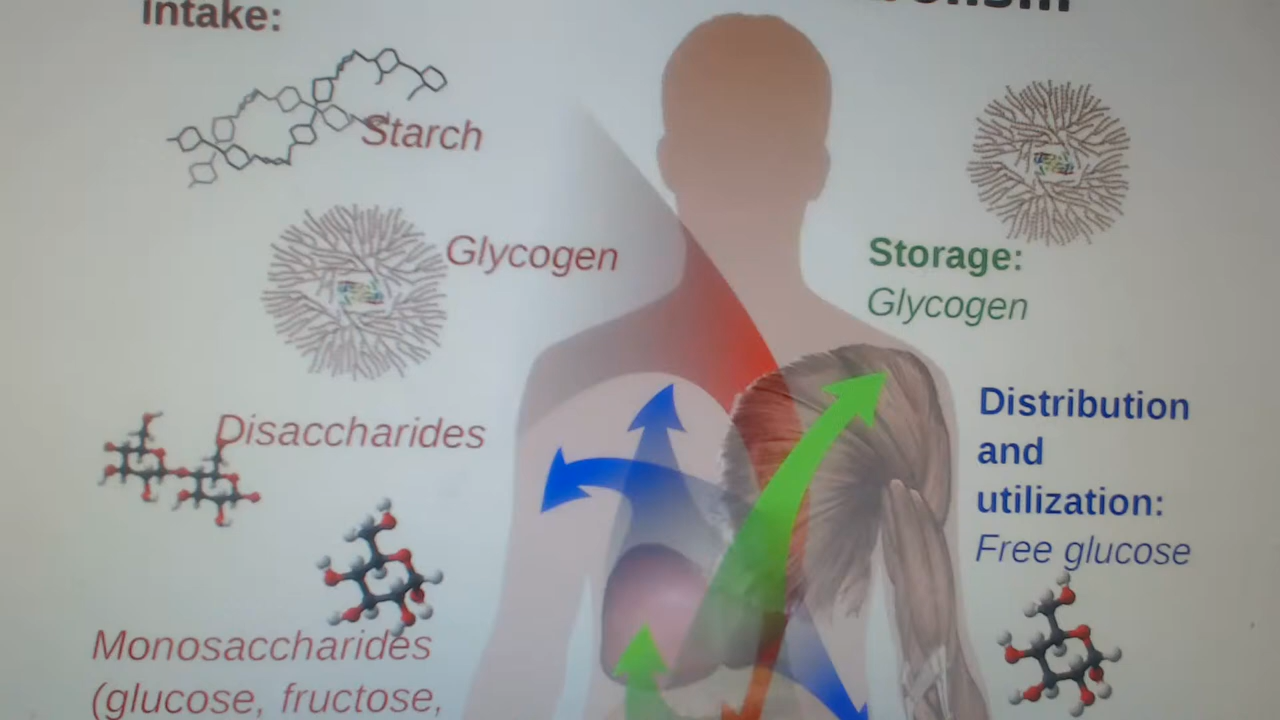 Intake:
Starch
Glycogen
Disaccharides
Monosaccharides
(glucose, fructose,
Storage:
Glycogen
Distribution
and
utilization:
Free glucose